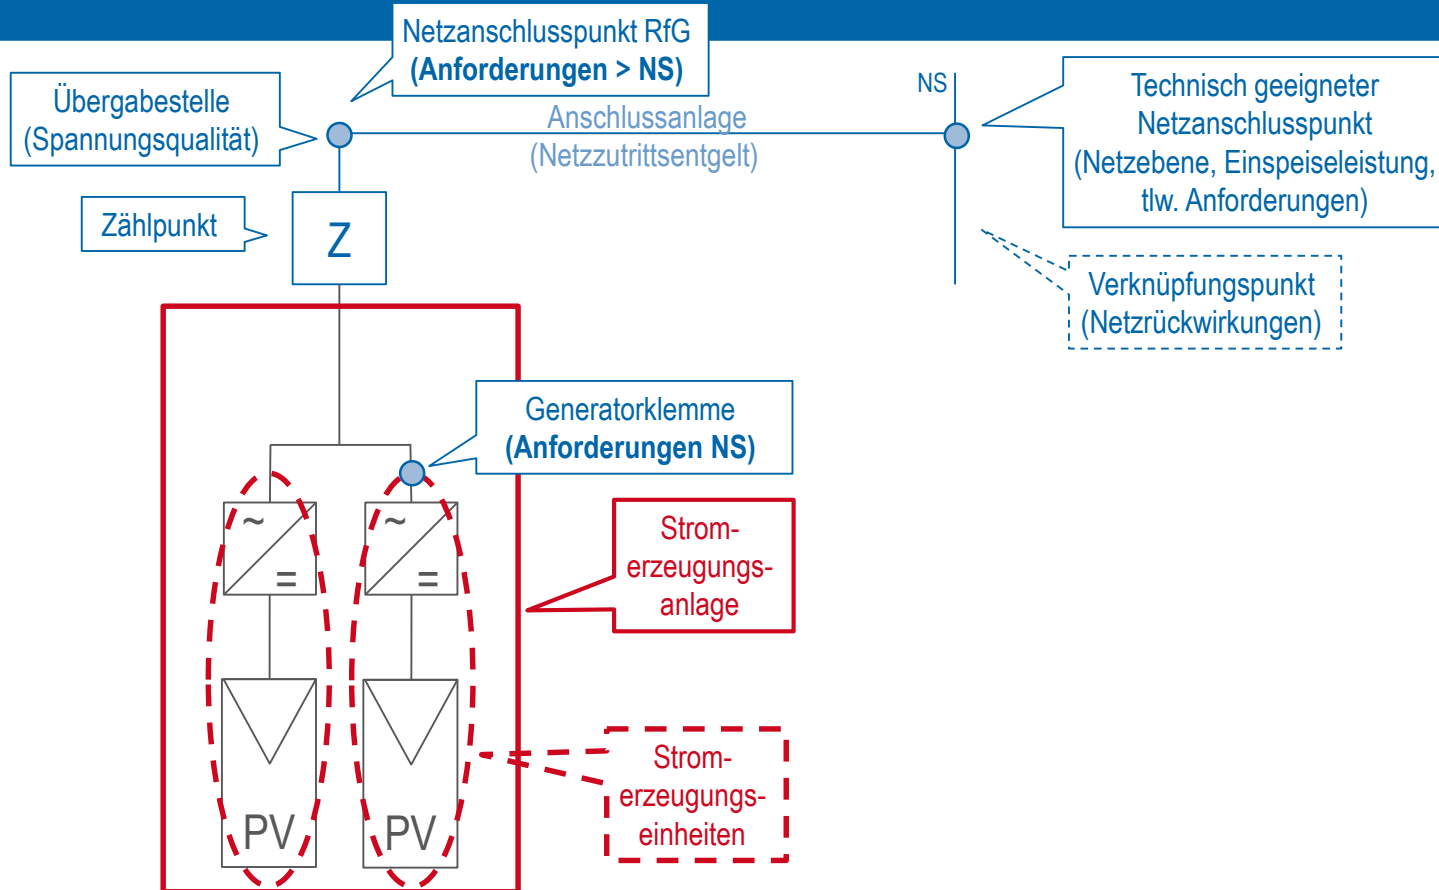 Netzanschlusspunkt RfG
(Anforderungen > NS)
Übergabestelle
(Spannungsqualität)
Anschlussanlage
(Netzzutrittsentgelt)
NS
Technisch geeigneter
Netzanschlusspunkt
(Netzebene, Einspeiseleistung,
tlw. Anforderungen)
Zählpunkt
Z
Verknüpfungspunkt
(Netzrückwirkungen)
Generatorklemme
(Anforderungen NS)
~
=
~
=
Strom-
erzeugungs-
anlage
Strom-
erzeugungs-
einheiten
PV
PV